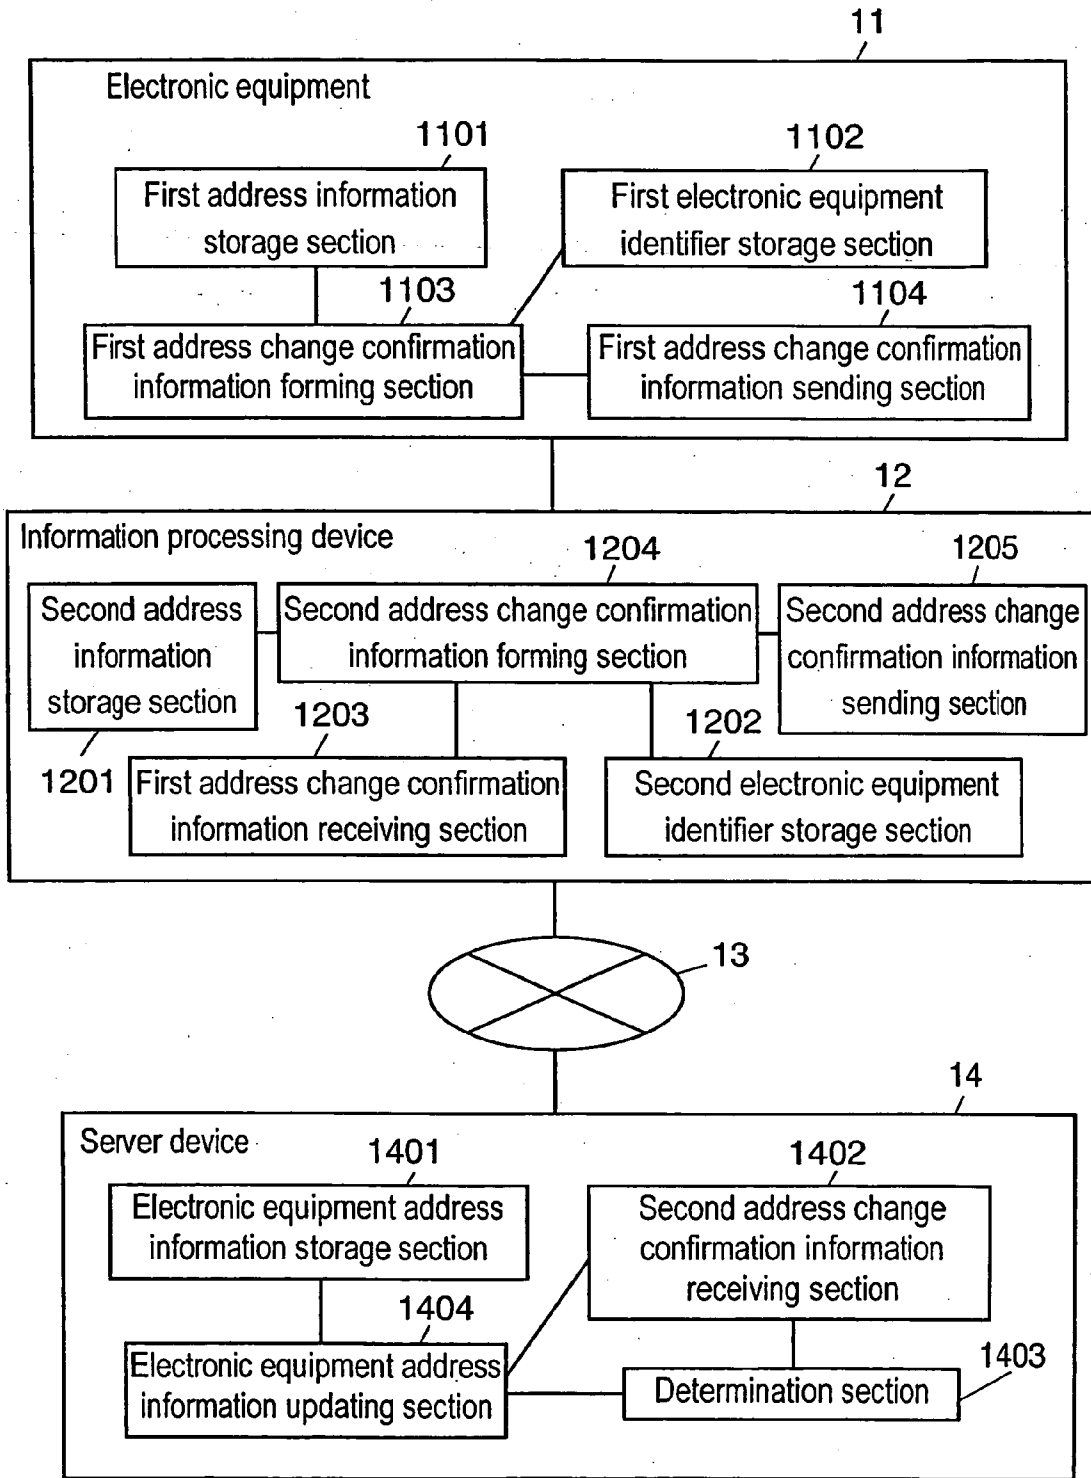 11
Electronic equipment
1101
1102
First address information
storage section
First electronic equipment
identifier storage section
1103
1104
First address change confirmation
information forming section
First address change confirmation
information sending section
12
Information processing device
1204
1205
Second address
information
storage section
Second address change confirmation
information forming section
Second address change
confirmation information
sending section
1203
1202
1201
First address change confirmation
information receiving section
Second electronic equipment
identifier storage section
13
14
Server device
1401
1402
Electronic equipment address
information storage section
Second address change
confirmation information
receiving section
1404
1403
Electronic equipment address
information updating section
Determination section